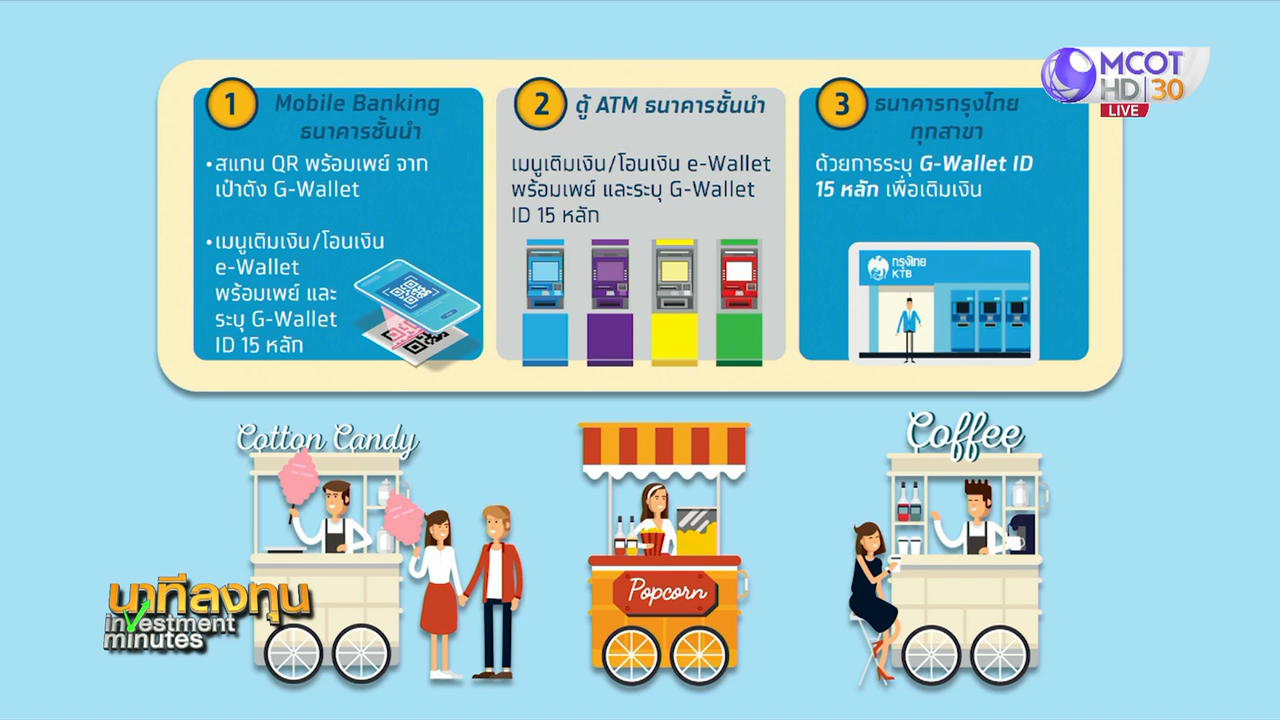 MCOT
HD 30
LIVE
1 Mobile Banking
ธนาคารชั้นนำ
•สแกน QR พร้อมเพย์ จาก
เป๋าตัง G-Wallet
•เมนูเติมเงิน/โอนเงิน
e-Wallet
พร้อมเพย์ และ
ระบุ G-Wallet
ID 15 หลัก
2 ตู้ ATM ธนาคารชั้นนำ
เมนูเติมเงิน/โอนเงิน e-Wallet
พร้อมเพย์ และระบุ G-Wallet
ID 15 หลัก
3 ธนาคารกรุงไทย
ทุกสาขา
ด้วยการระบุ G-Wallet ID
15 หลัก เพื่อเติมเงิน
กรุงไทย
KTB
Cotton Candy
Popcorn
Coffee
นาทีลงทุน
investment
minutes